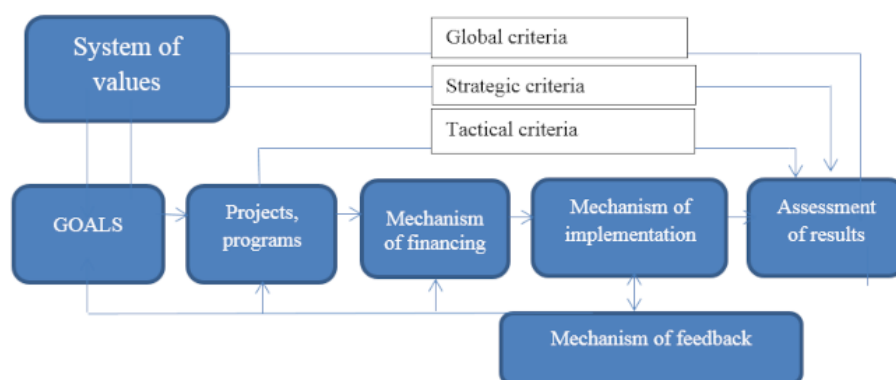 System of
values
Global criteria
Strategic criteria
Tactical criteria
GOALS
Projects,
programs
Mechanism
of financing
Mechanism of
implementation
Assessment
of results
Mechanism of feedback